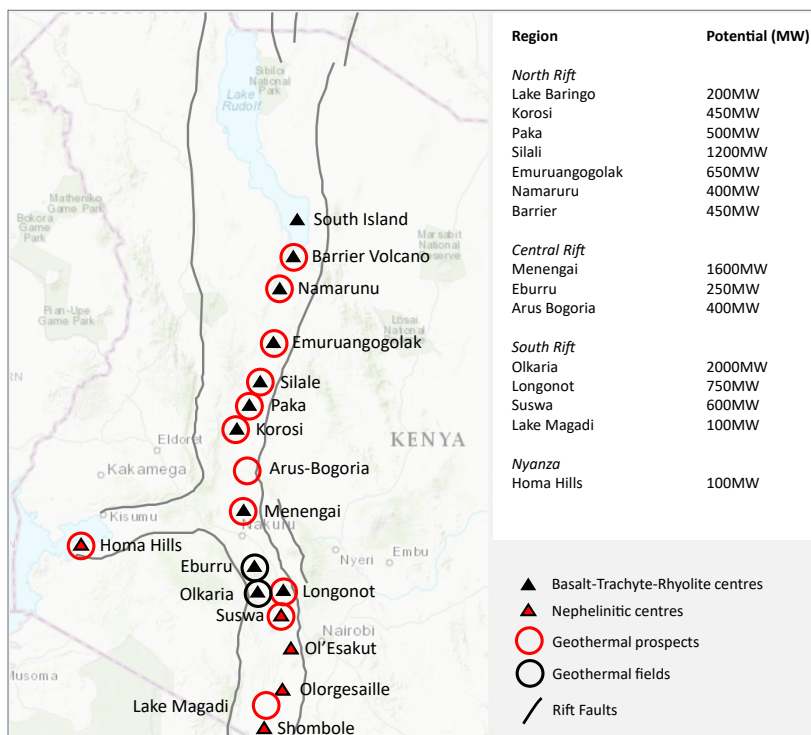 Sibiloi
National
Park
Lake
Rudolf
Matheniko
Game Park
Bokora
Game Park
South Island
Marsabit
National
Reserve
Barrier Volcano
Namarunu
Pian-Upe
Game Park
Losai
National
Emuruangogolak
RN
Silale
Paka
Korosi
Eldoret
KENYA
Kakamega
Arus-Bogoria
Kisumu
Menengai
Nakuru
Homa Hills
Nyeri
Embu
Eburru
Olkaria
Longonot
Suswa
Nairobi
Ol'Esakut
Musoma
Olorgesaille
Lake Magadi
Shombole
Region Potential (MW)
North Rift
Lake Baringo 200MW
Korosi 450MW
Paka 500MW
Silali 1200MW
Emuruangogolak 650MW
Namaruru 400MW
Barrier 450MW
Central Rift
Menengai 1600MW
Eburru 250MW
Arus Bogoria 400MW
South Rift
Olkaria 2000MW
Longonot 750MW
Suswa 600MW
Lake Magadi 100MW
Nyanza
Homa Hills 100MW
Basalt-Trachyte-Rhyolite centres
Nephelinitic centres
Geothermal prospects
Geothermal fields
Rift Faults